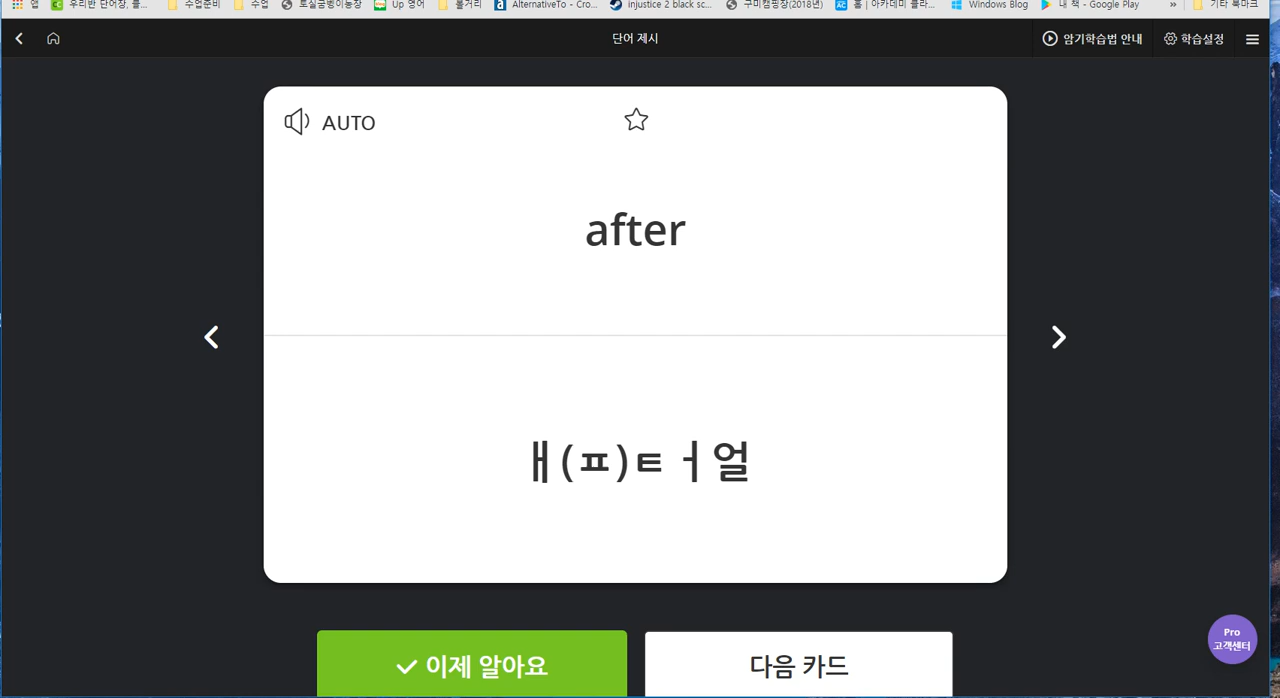 앱 우리반 단어장, 클... 수업준비 수업 토실궁벙이농장 Up 영어 볼거리 AlternativeTo - Cro... injustice 2 black sc... 구미캠핑장(2018년) 홈 | 아카데미 클라... Windows Blog 내 책 - Google Play » 기타 북마크
단어 제시 암기학습법 안내 학습설정
AUTO
after
ㅐ(ㅍ)ㅌㅓ얼
Pro
고객센터
이제 알아요 다음 카드